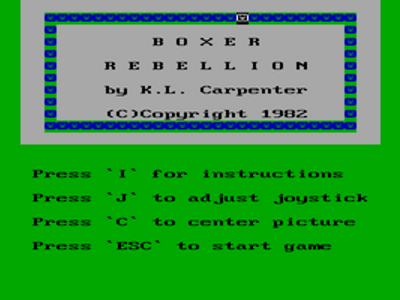 B O X E R
R E B E L L I O N
by K.L. Carpenter
(C)Copyright 1982
Press `I` for instructions
Press `J` to adjust joystick
Press `C` to center picture
Press `ESC` to start game